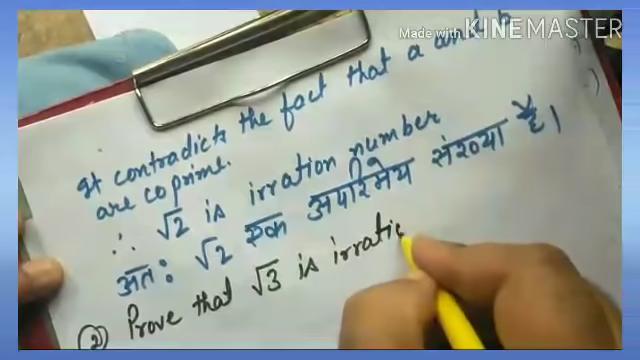 Made with KINEMASTER
It contradicts the fact that a and b
are coprime.
∴ √2 is irration number
अतः √2 एक अपरिमेय संख्या है।
(2) Prove that √3 is irratio